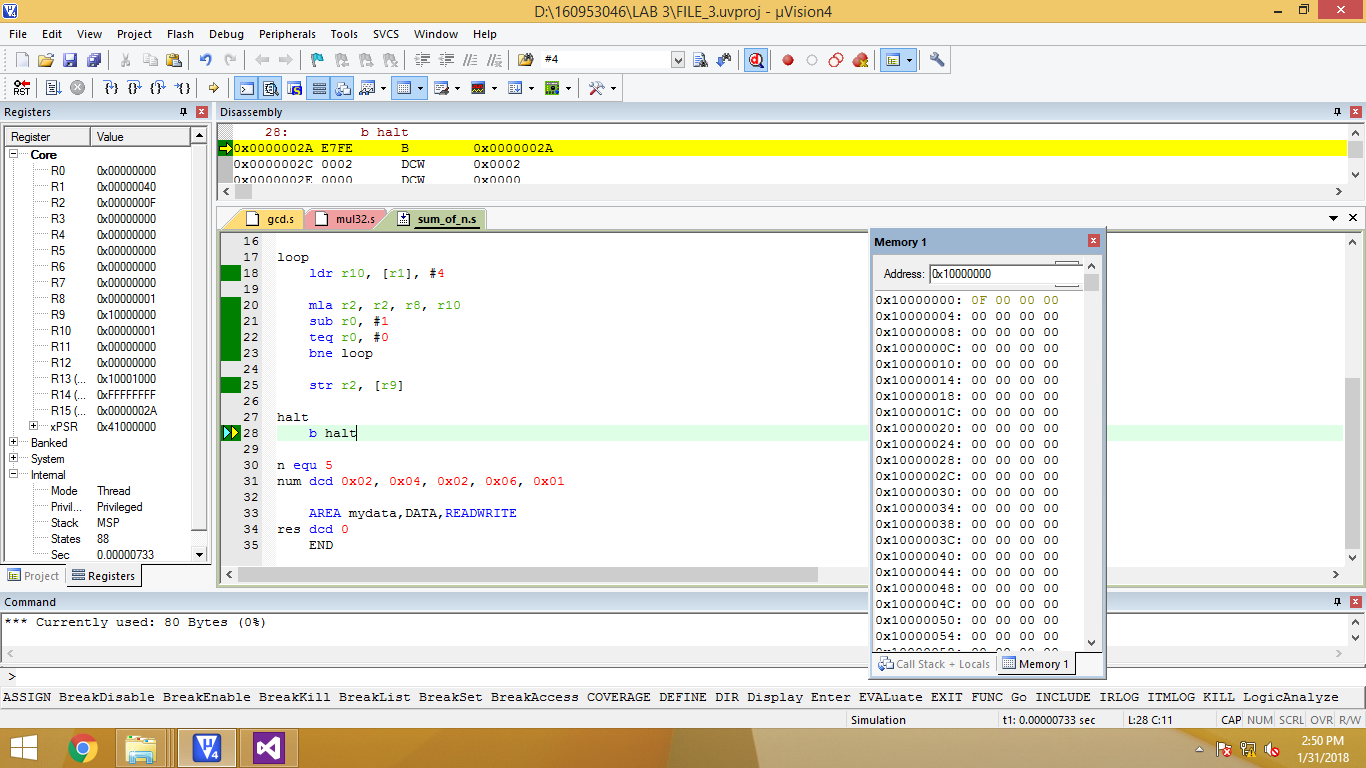 D:\160953046\LAB 3\FILE_3.uvproj - µVision4
File Edit View Project Flash Debug Peripherals Tools SVCS Window Help
#4
RST
Registers
Register Value
Core
R0 0x00000000
R1 0x00000040
R2 0x0000000F
R3 0x00000000
R4 0x00000000
R5 0x00000000
R6 0x00000000
R7 0x00000000
R8 0x00000001
R9 0x10000000
R10 0x00000001
R11 0x00000000
R12 0x00000000
R13 (... 0x10001000
R14 (... 0xFFFFFFFF
R15 (... 0x0000002A
xPSR 0x41000000
Banked
System
Internal
Mode Thread
Privil... Privileged
Stack MSP
States 88
Sec 0.00000733
Project Registers
Disassembly
28: b halt
0x0000002A E7FE B 0x0000002A
0x0000002C 0002 DCW 0x0002
0x0000002E 0000 DCW 0x0000
gcd.s mul32.s sum_of_n.s
16
17 loop
18 ldr r10, [r1], #4
19
20 mla r2, r2, r8, r10
21 sub r0, #1
22 teq r0, #0
23 bne loop
24
25 str r2, [r9]
26
27 halt
28 b halt
29
30 n equ 5
31 num dcd 0x02, 0x04, 0x02, 0x06, 0x01
32
33 AREA mydata,DATA,READWRITE
34 res dcd 0
35 END
Memory 1
Address: 0x10000000
0x10000000: 0F 00 00 00
0x10000004: 00 00 00 00
0x10000008: 00 00 00 00
0x1000000C: 00 00 00 00
0x10000010: 00 00 00 00
0x10000014: 00 00 00 00
0x10000018: 00 00 00 00
0x1000001C: 00 00 00 00
0x10000020: 00 00 00 00
0x10000024: 00 00 00 00
0x10000028: 00 00 00 00
0x1000002C: 00 00 00 00
0x10000030: 00 00 00 00
0x10000034: 00 00 00 00
0x10000038: 00 00 00 00
0x1000003C: 00 00 00 00
0x10000040: 00 00 00 00
0x10000044: 00 00 00 00
0x10000048: 00 00 00 00
0x1000004C: 00 00 00 00
0x10000050: 00 00 00 00
0x10000054: 00 00 00 00
Call Stack + Locals Memory 1
Command
*** Currently used: 80 Bytes (0%)
>
ASSIGN BreakDisable BreakEnable BreakKill BreakList BreakSet BreakAccess COVERAGE DEFINE DIR Display Enter EVALuate EXIT FUNC Go INCLUDE IRLOG ITMLOG KILL LogicAnalyze
Simulation t1: 0.00000733 sec L:28 C:11 CAP NUM SCRL OVR R/W
2:50 PM
1/31/2018